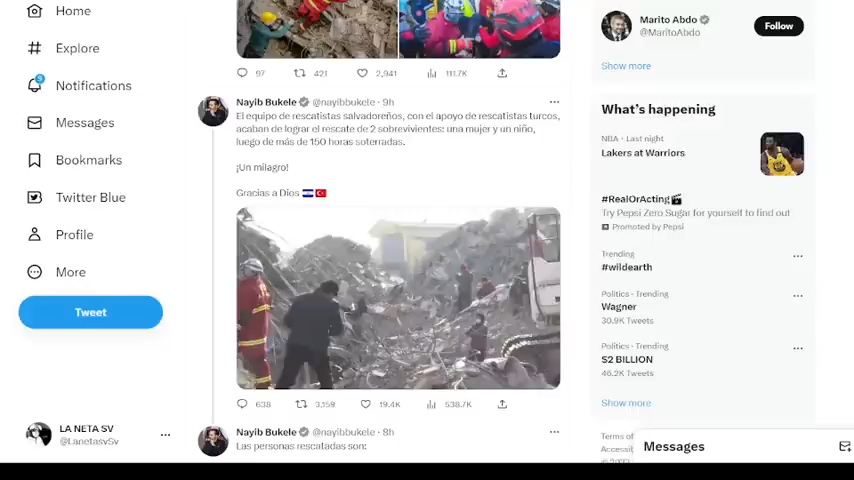 Home
Explore
9
Notifications
Messages
Bookmarks
Twitter Blue
Profile
More
Tweet
LA NETA SV
@LanetasvSv
97
421
2,941
111.7K
Nayib Bukele @nayibbukele · 9h
El equipo de rescatistas salvadoreños, con el apoyo de rescatistas turcos,
acaban de lograr el rescate de 2 sobrevivientes: una mujer y un niño,
luego de más de 150 horas soterradas.
¡Un milagro!
Gracias a Dios
638
3,159
19.4K
538.7K
Nayib Bukele @nayibbukele · 8h
Las personas rescatadas son:
Marito Abdo
@MaritoAbdo
Follow
Show more
What's happening
NBA · Last night
Lakers at Warriors
#RealOrActing
Try Pepsi Zero Sugar for yourself to find out
Promoted by Pepsi
Trending
#wildearth
Politics · Trending
Wagner
30.9K Tweets
Politics · Trending
$2 BILLION
46.2K Tweets
Show more
Terms of
Messages